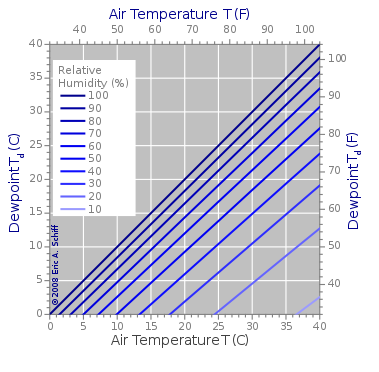 Air Temperature T (F)
40 50 60 70 80 90 100
40
35
30
25
20
15
10
5
0
Dewpoint Td (C)
Relative
Humidity (%)
100
90
80
70
60
50
40
30
20
10
©2008 Eric A. Schiff
100
90
80
70
60
50
40
Dewpoint Td (F)
0 5 10 15 20 25 30 35 40
Air Temperature T (C)